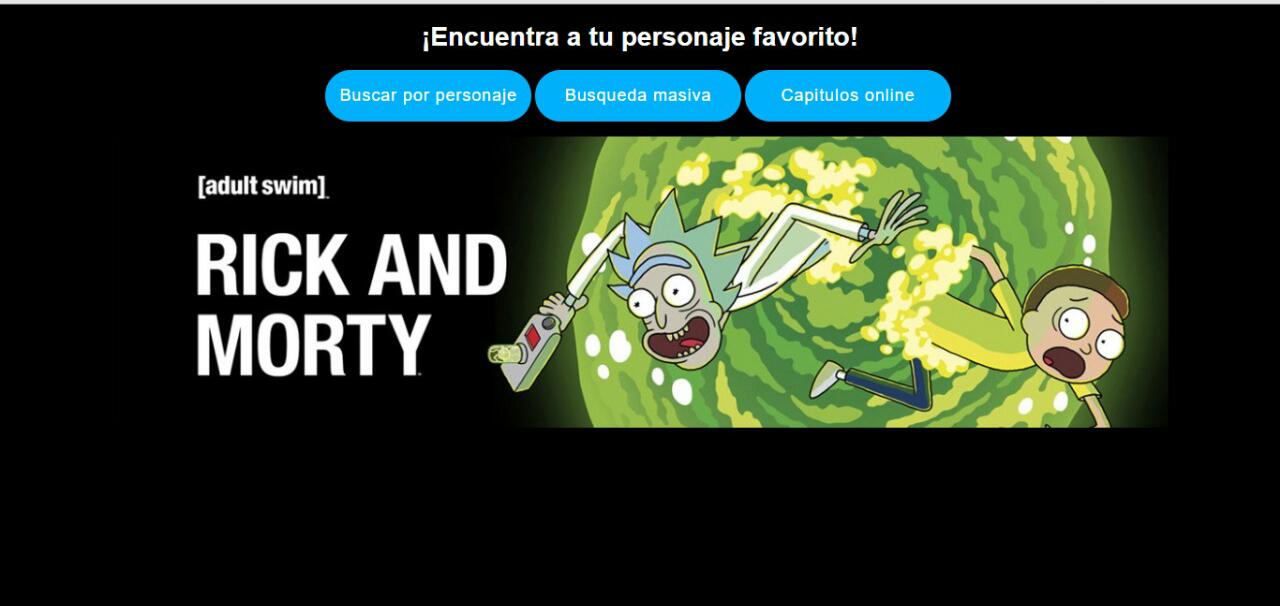 ¡Encuentra a tu personaje favorito!
Buscar por personaje
Busqueda masiva
Capitulos online
[adult swim]
RICK AND
MORTY